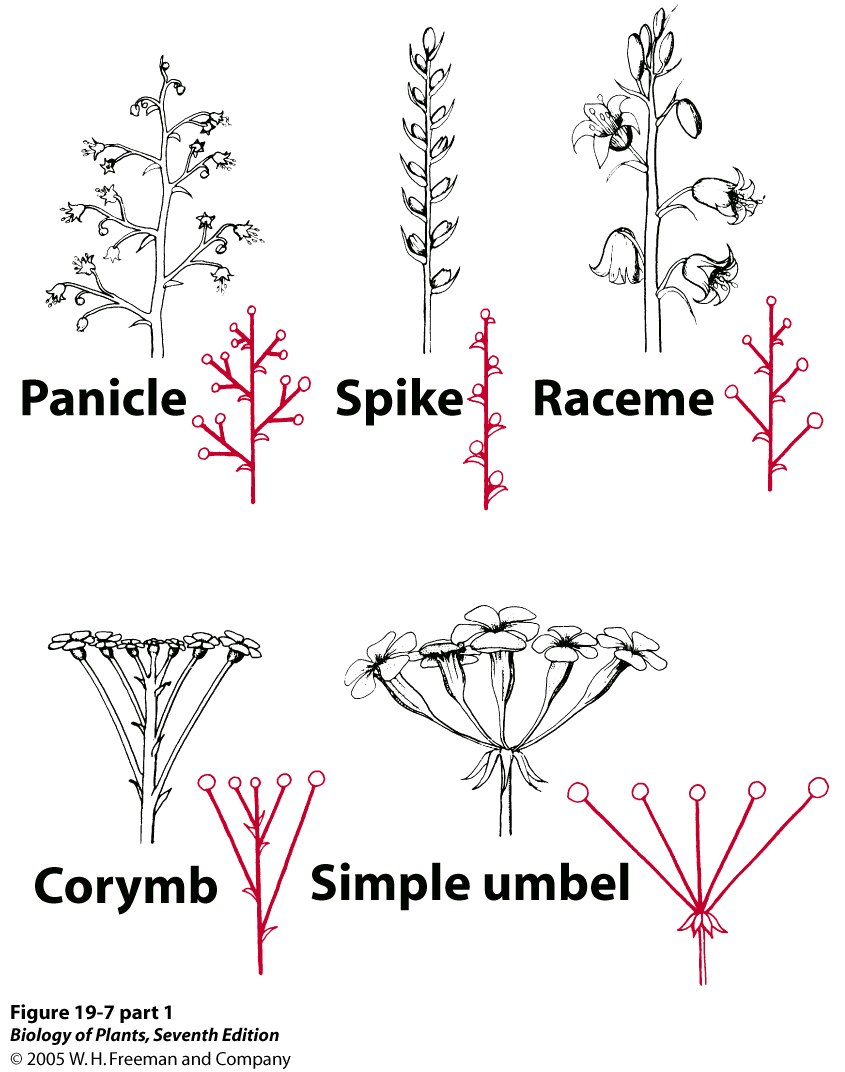 Panicle
Spike
Raceme
Corymb
Simple umbel
Figure 19-7 part 1
Biology of Plants, Seventh Edition
© 2005 W. H. Freeman and Company